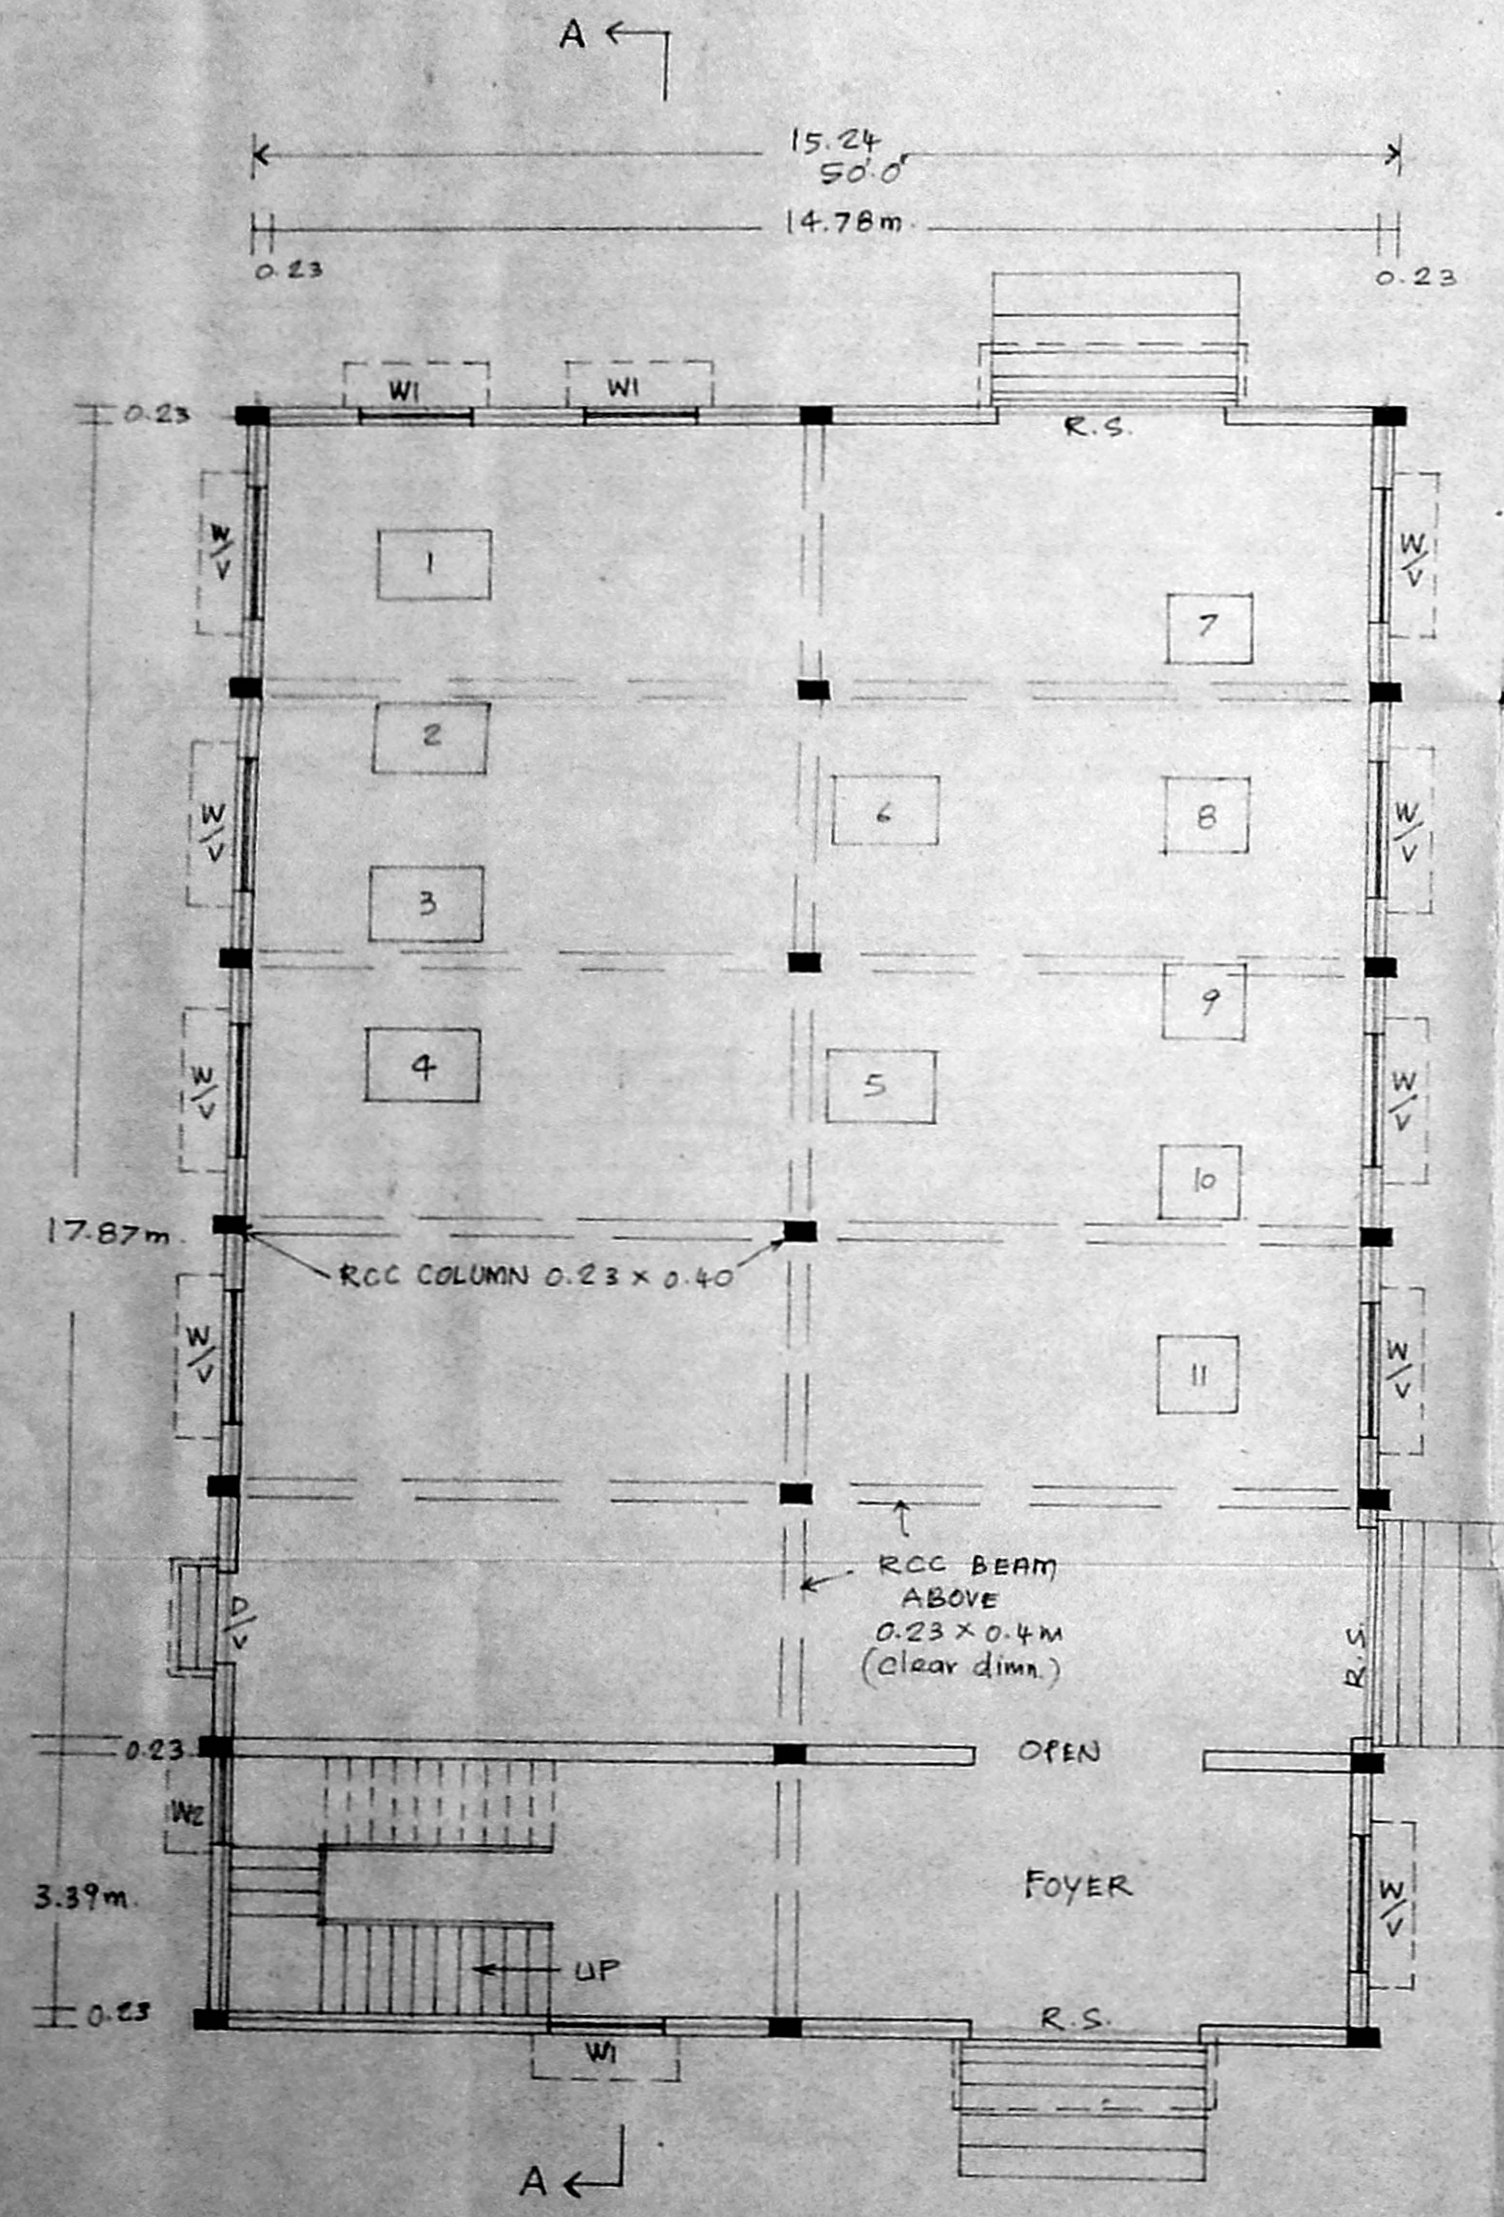 A
15.24
50'.0"
14.78m.
0.23
0.23
W1
W1
0.23
R.S.
W/V
W/V
1
7
2
W/V
6
8
W/V
3
9
4
5
W/V
W/V
10
17.87m.
RCC COLUMN 0.23 x 0.40
W/V
11
W/V
RCC BEAM
ABOVE
0.23 x 0.4m
(clear dimn.)
D/V
R.S.
0.23
OPEN
W2
3.39m.
FOYER
W/V
UP
0.23
R.S.
W1
A